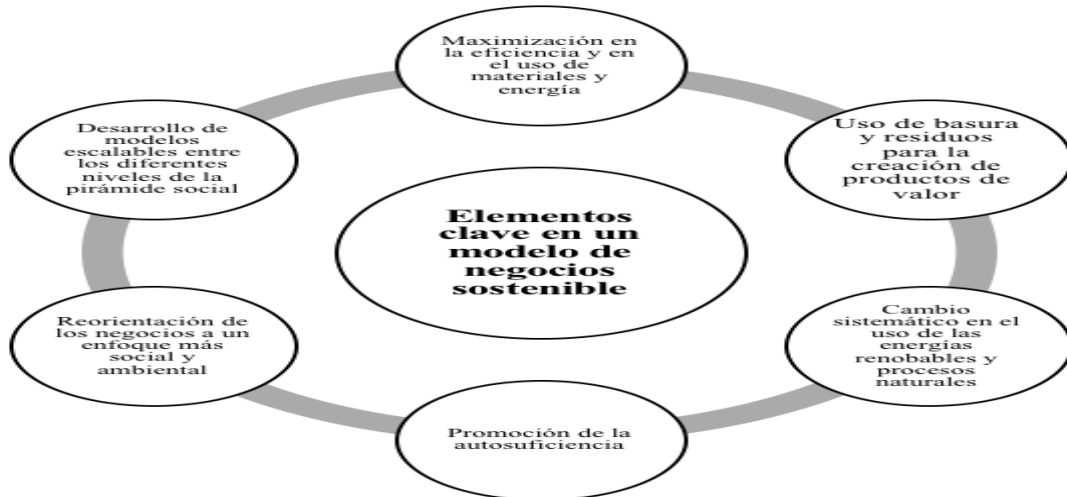 Maximización en
la eficiencia y en
el uso de
materiales y
energía
Uso de basura
y residuos
para la
creación de
productos de
valor
Cambio
sistemático en el
uso de las
energías
renobables y
procesos
naturales
Promoción de la
autosuficiencia
Reorientación de
los negocios a un
enfoque más
social y
ambiental
Desarrollo de
modelos
escalables entre
los diferentes
niveles de la
pirámide social
Elementos
clave en un
modelo de
negocios
sostenible